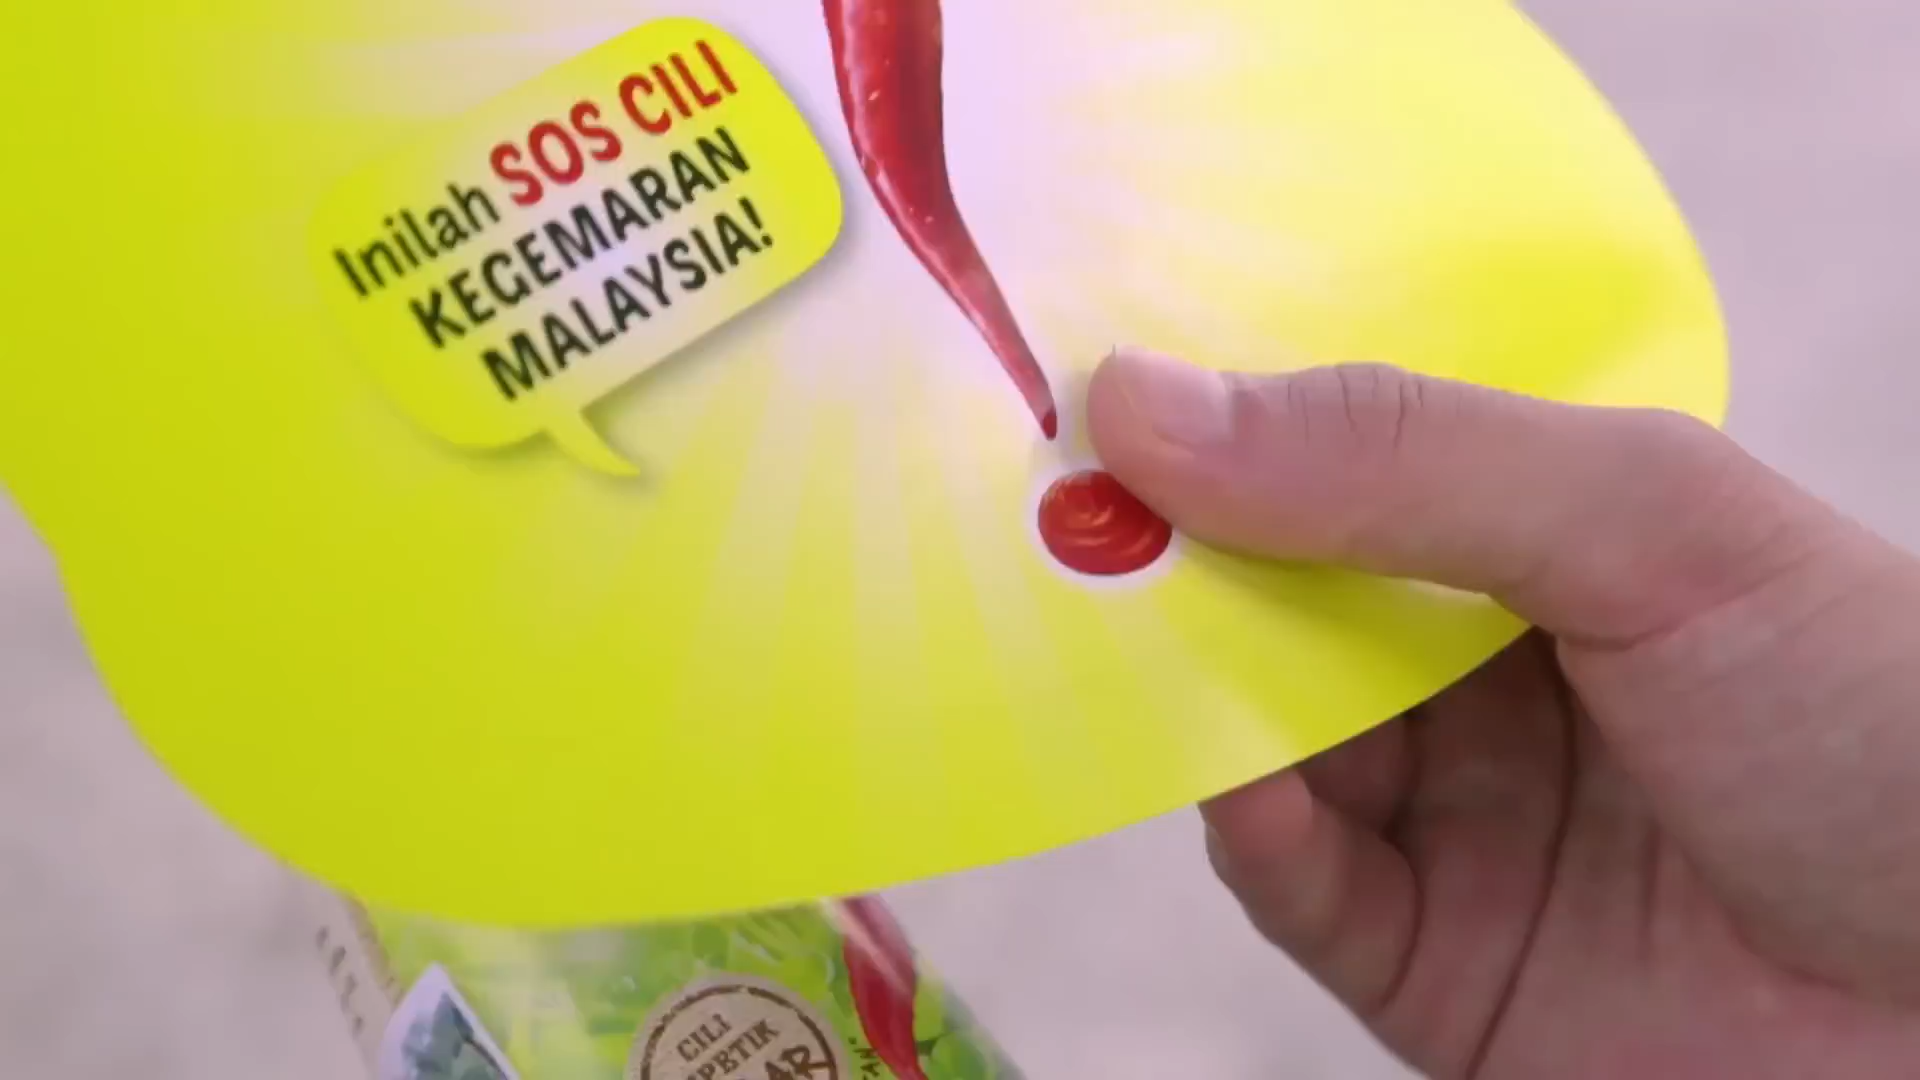 Inilah SOS CILI
KEGEMARAN
MALAYSIA!
CILI